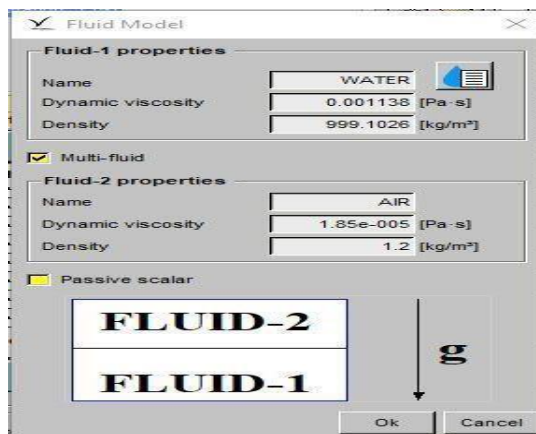 Fluid Model
Fluid-1 properties
Name WATER
Dynamic viscosity 0.001138 [Pa·s]
Density 999.1026 [kg/m³]
Multi-fluid
Fluid-2 properties
Name AIR
Dynamic viscosity 1.85e-005 [Pa·s]
Density 1.2 [kg/m³]
Passive scalar
FLUID-2
g
FLUID-1
Ok Cancel